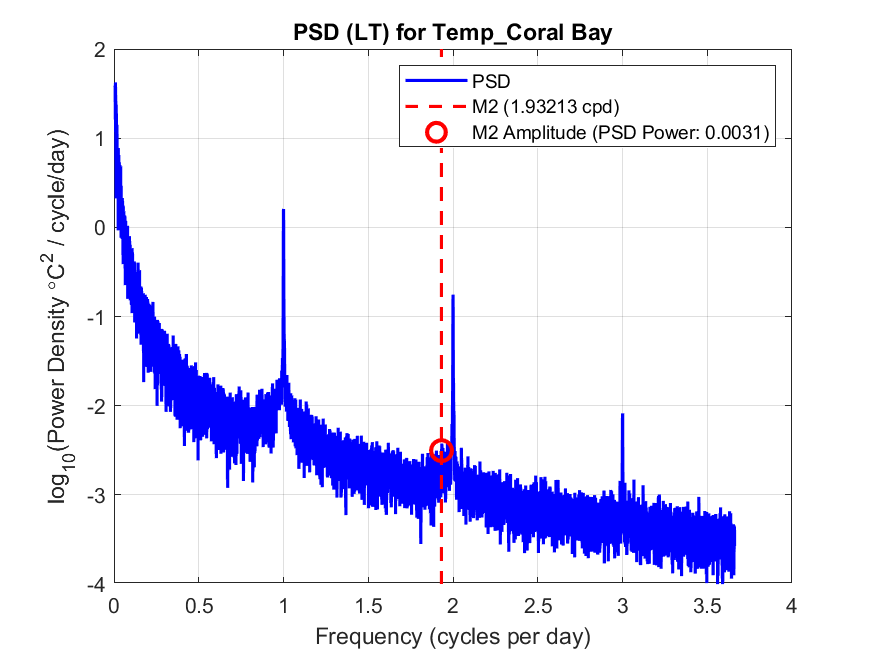 PSD (LT) for Temp_Coral Bay
PSD
M2 (1.93213 cpd)
M2 Amplitude (PSD Power: 0.0031)
2
1
0
-1
-2
-3
-4
log10(Power Density °C2 / cycle/day)
0
0.5
1
1.5
2
2.5
3
3.5
4
Frequency (cycles per day)